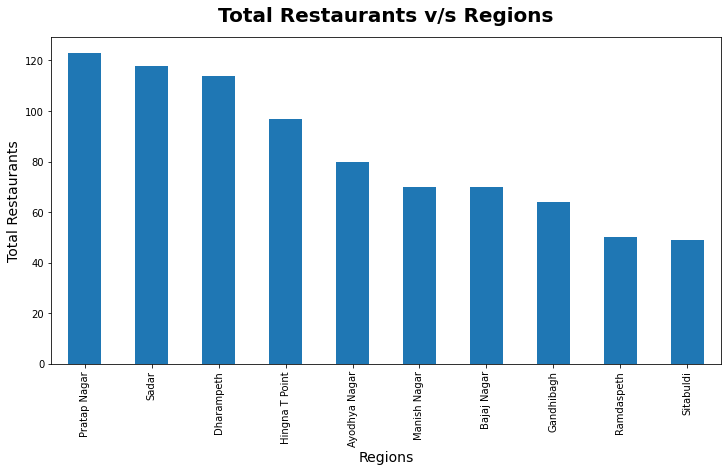 Total Restaurants v/s Regions
Total Restaurants
120
100
80
60
40
20
0
Pratap Nagar
Sadar
Dharampeth
Hingna T Point
Ayodhya Nagar
Manish Nagar
Bajaj Nagar
Gandhibagh
Ramdaspeth
Sitabuldi
Regions